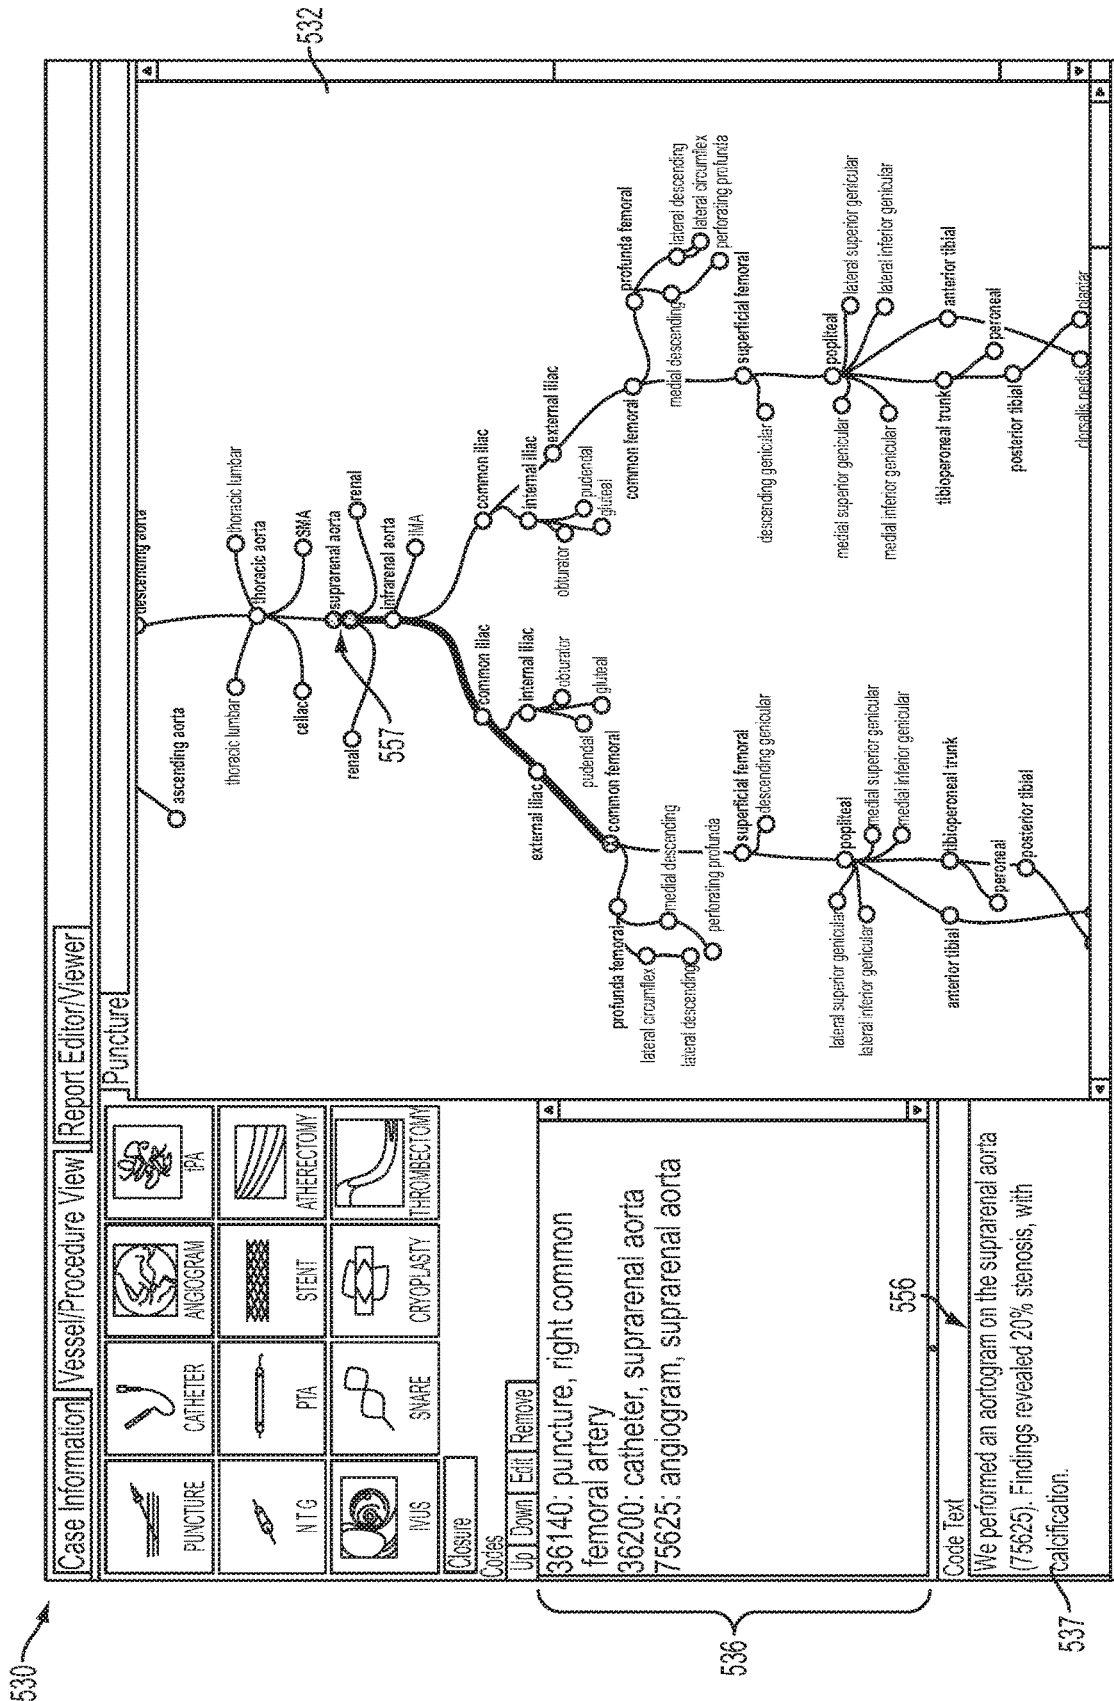 530
Case Information
Vessel/Procedure View
Report Editor/Viewer
PUNCTURE
CATHETER
ANGIOGRAM
tPA
NTG
PTA
STENT
ATHERECTOMY
IVUS
SNARE
CRYOPLASTY
THROMBECTOMY
Closure
Codes
Up
Down
Edit
Remove
36140: puncture, right common
femoral artery
36200: catheter, suprarenal aorta
75625: angiogram, suprarenal aorta
536
556
Code Text
We performed an aortogram on the suprarenal aorta
(75625). Findings revealed 20% stenosis, with
calcification.
537
Puncture
532
descending aorta
ascending aorta
thoracic lumbar
thoracic lumbar
thoracic aorta
celiac
SMA
suprarenal aorta
renal
renal
557
infrarenal aorta
IMA
common iliac
common iliac
internal iliac
obturator
gluteal
pudendal
external iliac
internal iliac
pudendal
gluteal
obturator
external iliac
common femoral
profunda femoral
lateral circumflex
lateral descending
medial descending
perforating profunda
common femoral
profunda femoral
lateral descending
lateral circumflex
perforating profunda
medial descending
superficial femoral
descending genicular
superficial femoral
descending genicular
popliteal
lateral superior genicular
medial superior genicular
lateral inferior genicular
medial inferior genicular
popliteal
medial superior genicular
lateral superior genicular
medial inferior genicular
lateral inferior genicular
anterior tibial
tibioperoneal trunk
peroneal
posterior tibial
tibioperoneal trunk
anterior tibial
peroneal
posterior tibial
plantar